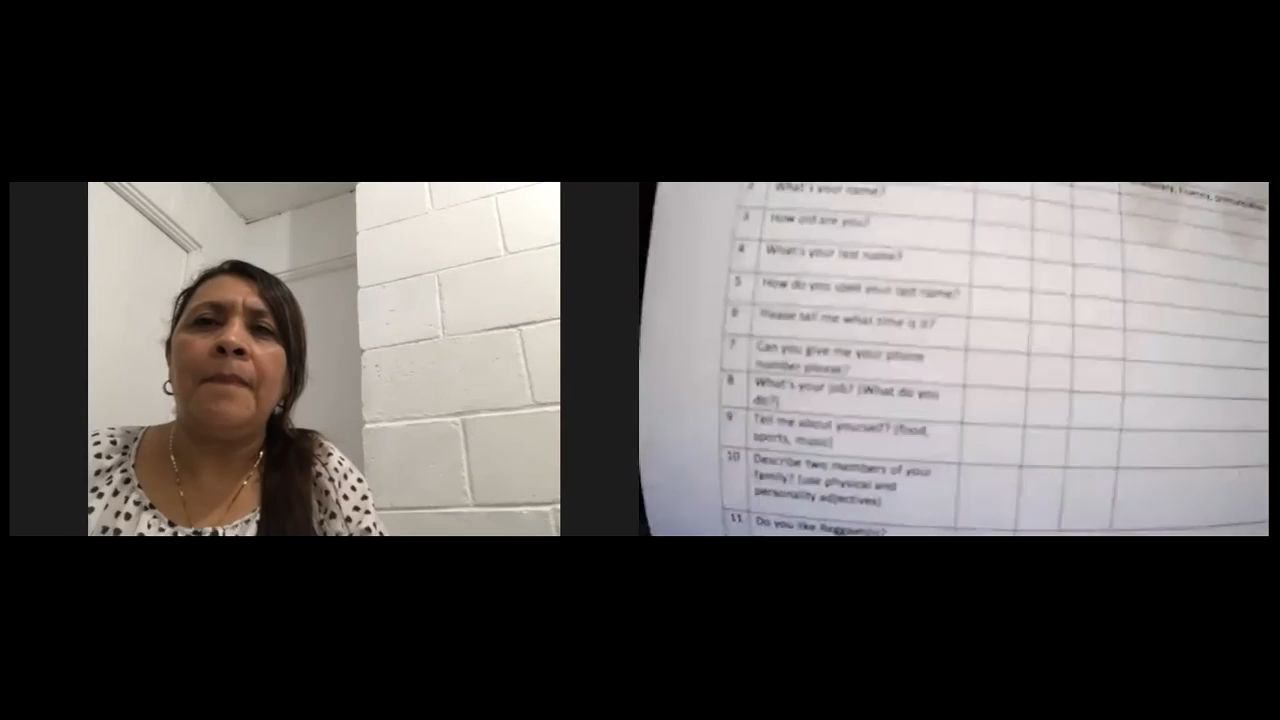 2 What's your name?
3 How old are you?
4 What's your last name?
5 How do you spell your last name?
6 Please tell me what time is it?
7 Can you give me your phone
number please?
8 What's your job? (What do you
do?)
9 Tell me about yourself? (food,
sports, music)
10 Describe two members of your
family? (use physical and
personality adjectives)
11 Do you like Reggaeton?